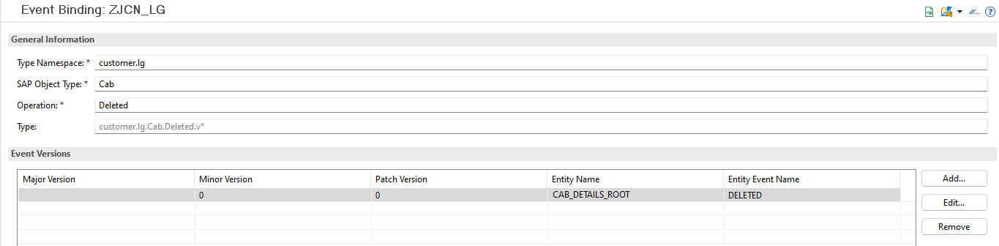 Event Binding: ZJCN_LG
General Information
Type Namespace: * customer.lg
SAP Object Type: * Cab
Operation: * Deleted
Type: customer.lg.Cab.Deleted.v*
Event Versions
Major Version Minor Version Patch Version Entity Name Entity Event Name Add...
0 0 CAB_DETAILS_ROOT DELETED
Edit...
Remove